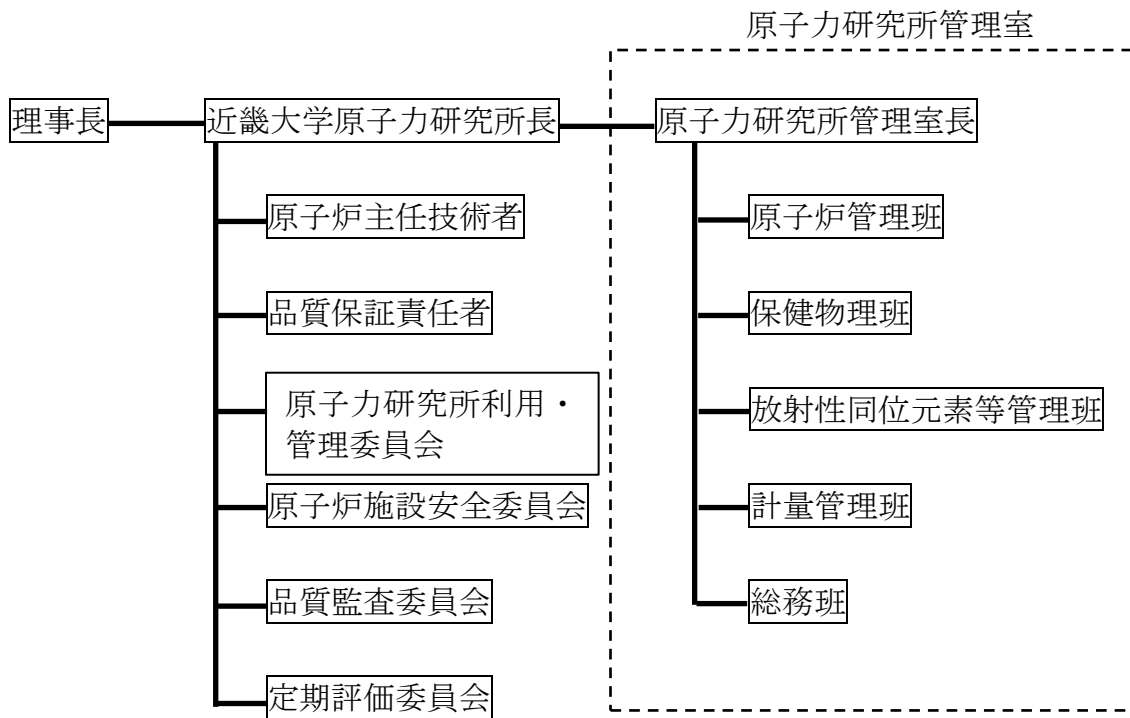 原子力研究所管理室
理事長
近畿大学原子力研究所長
原子力研究所管理室長
原子炉主任技術者
品質保証責任者
原子力研究所利用・
管理委員会
原子炉施設安全委員会
品質監査委員会
定期評価委員会
原子炉管理班
保健物理班
放射性同位元素等管理班
計量管理班
総務班